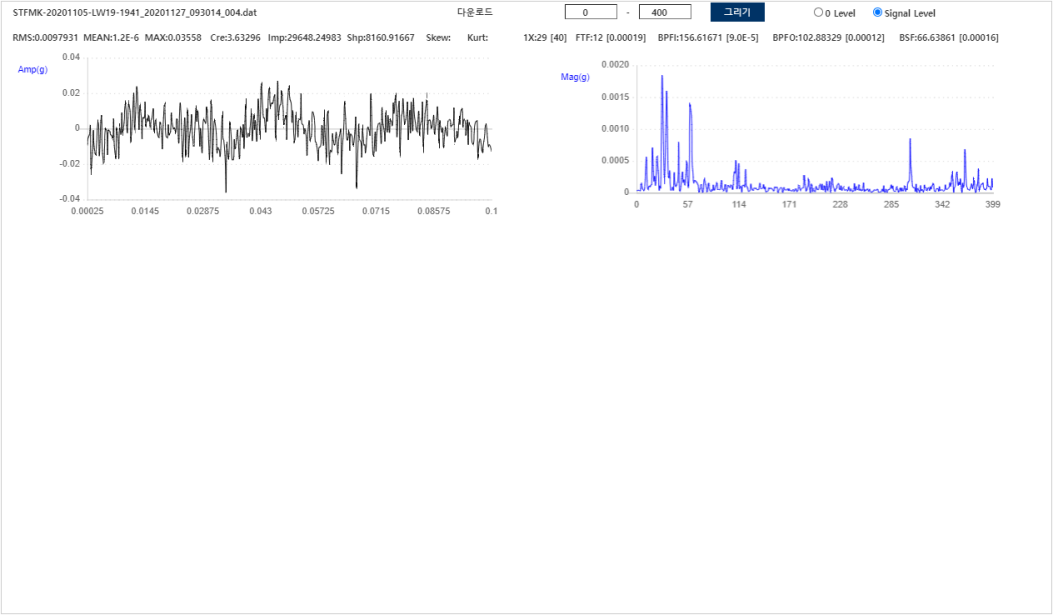 STFMK-20201105-LW19-1941_20201127_093014_004.dat 다운로드 0 - 400 그리기 0 Level Signal Level
RMS:0.0097931 MEAN:1.2E-6 MAX:0.03558 Cre:3.63296 Imp:29648.24983 Shp:8160.91667 Skew: Kurt: 1X:29 [40] FTF:12 [0.00019] BPFI:156.61671 [9.0E-5] BPFO:102.88329 [0.00012] BSF:66.63861 [0.00016]
Amp(g)
0.04
0.02
0
-0.02
-0.04
0.00025 0.0145 0.02875 0.043 0.05725 0.0715 0.08575 0.1
Mag(g)
0.0020
0.0015
0.0010
0.0005
0
0 57 114 171 228 285 342 399